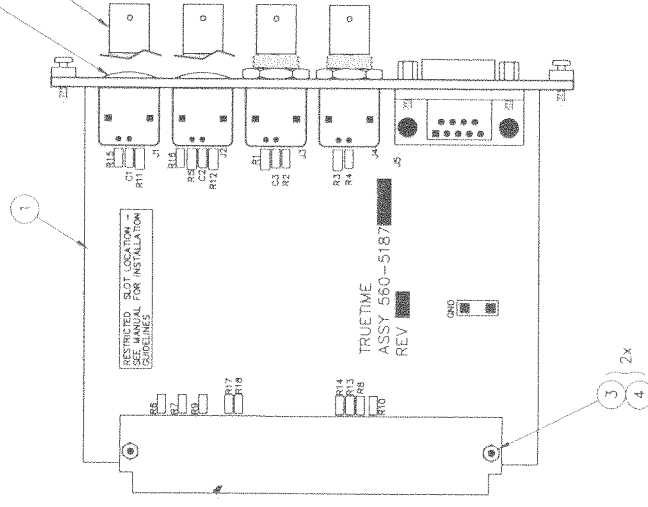 1
R15
C1
R11
J1
R16
R5
C2
R12
J2
R1
C3
R2
J3
R3
R4
J4
J5
RESTRICTED SLOT LOCATION -
SEE MANUAL FOR INSTALLATION
GUIDELINES
TRUETIME
ASSY 560-5187
REV
GND
R6
R7
R9
R17
R18
R14
R13
R8
R10
3
4
2x